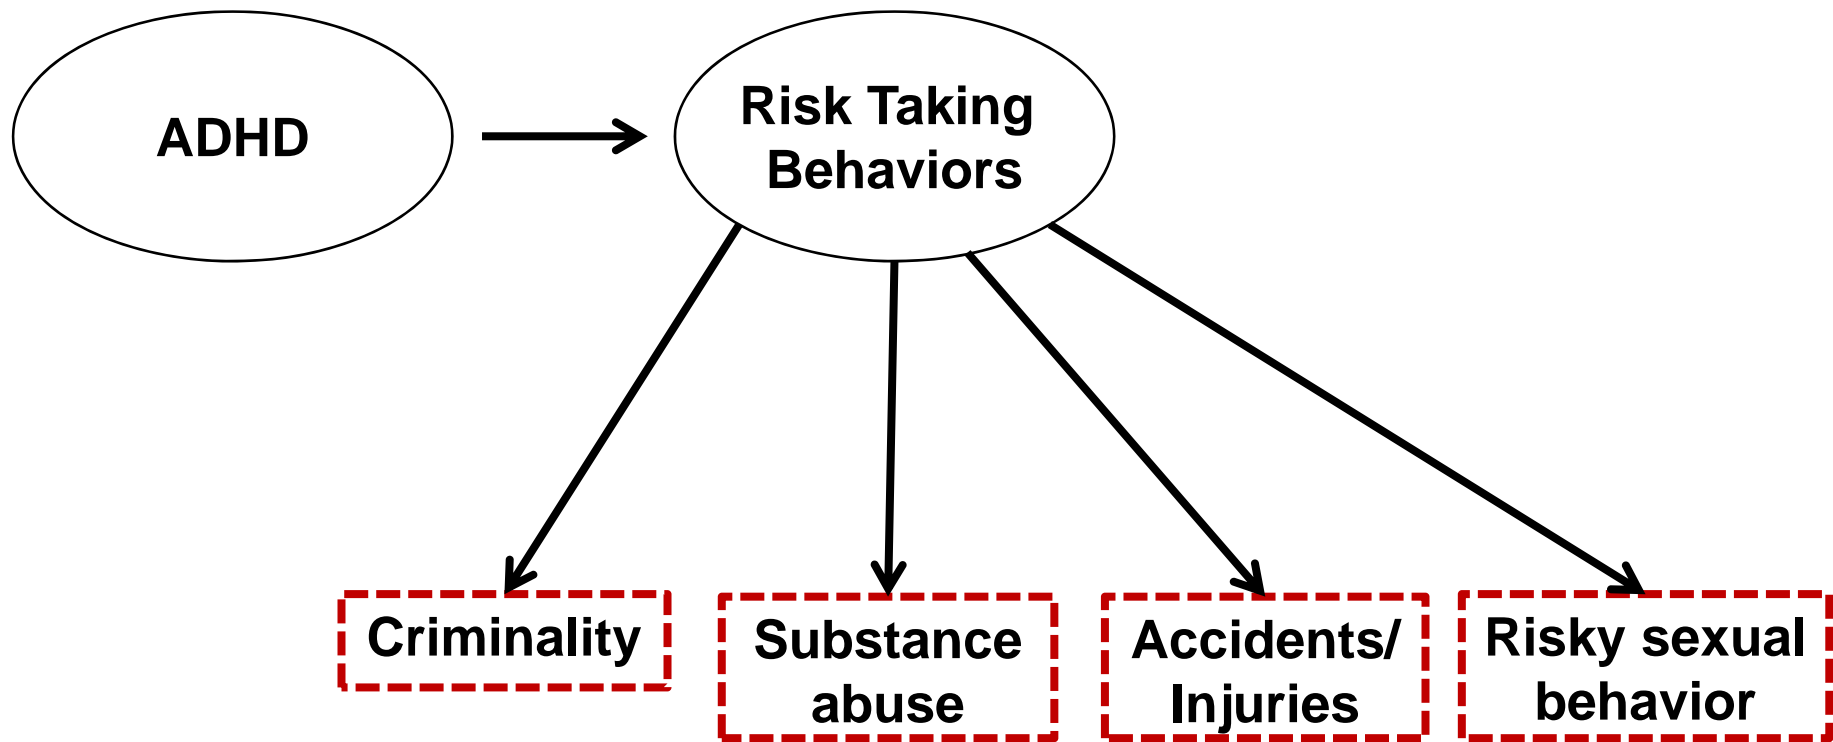 ADHD
Risk Taking
Behaviors
Criminality
Substance
abuse
Accidents/
Injuries
Risky sexual
behavior